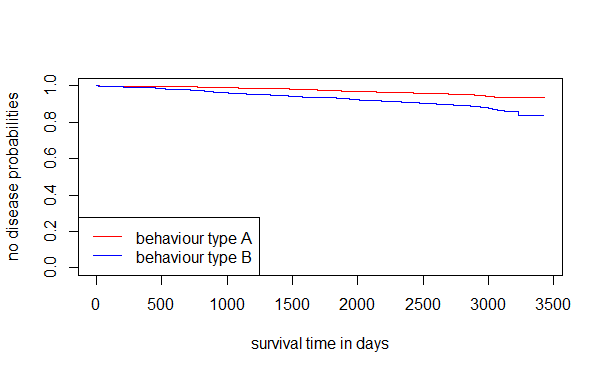 no disease probabilities
1.0
0.8
0.6
0.4
0.2
0.0
behaviour type A
behaviour type B
0 500 1000 1500 2000 2500 3000 3500
survival time in days